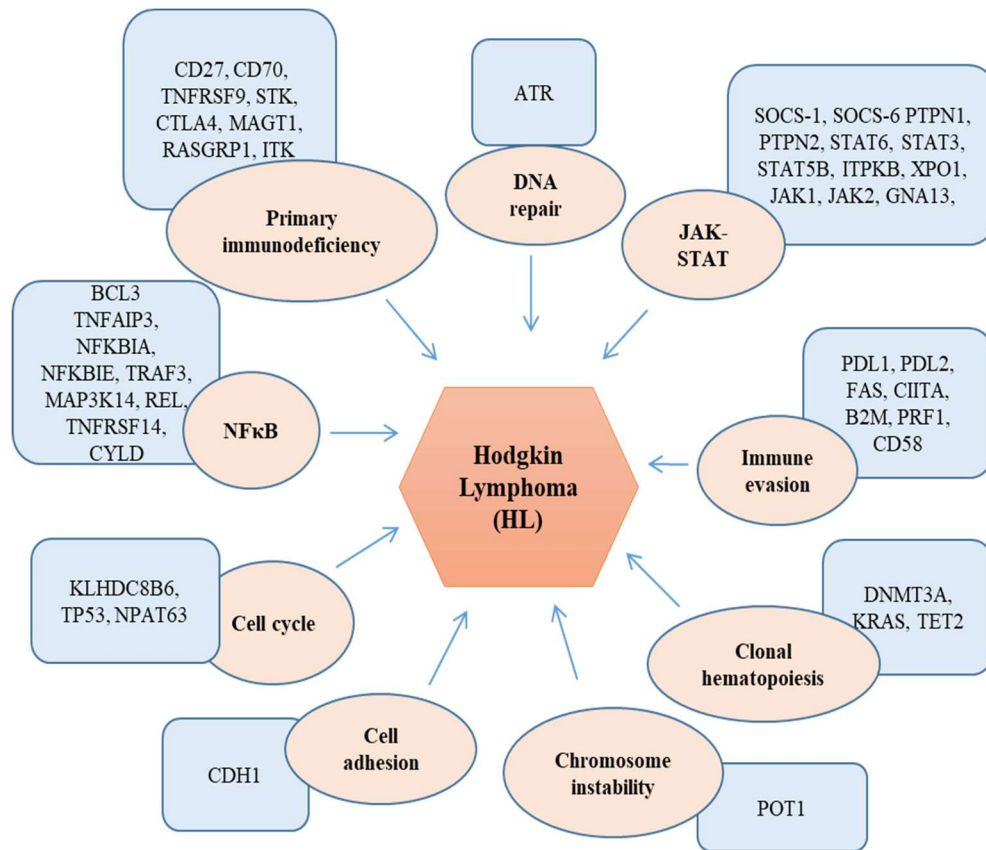 CD27, CD70,
TNFRSF9, STK,
CTLA4, MAGT1,
RASGRP1, ITK
Primary
immunodeficiency
ATR
DNA
repair
SOCS-1, SOCS-6 PTPN1,
PTPN2, STAT6, STAT3,
STAT5B, ITPKB, XPO1,
JAK1, JAK2, GNA13,
JAK-
STAT
BCL3
TNFAIP3,
NFKBIA,
NFKBIE, TRAF3,
MAP3K14, REL,
TNFRSF14,
CYLD
NFκB
Hodgkin
Lymphoma
(HL)
PDL1, PDL2,
FAS, CIITA,
B2M, PRF1,
CD58
Immune
evasion
KLHDC8B6,
TP53, NPAT63
Cell cycle
DNMT3A,
KRAS, TET2
Clonal
hematopoiesis
CDH1
Cell
adhesion
Chromosome
instability
POT1